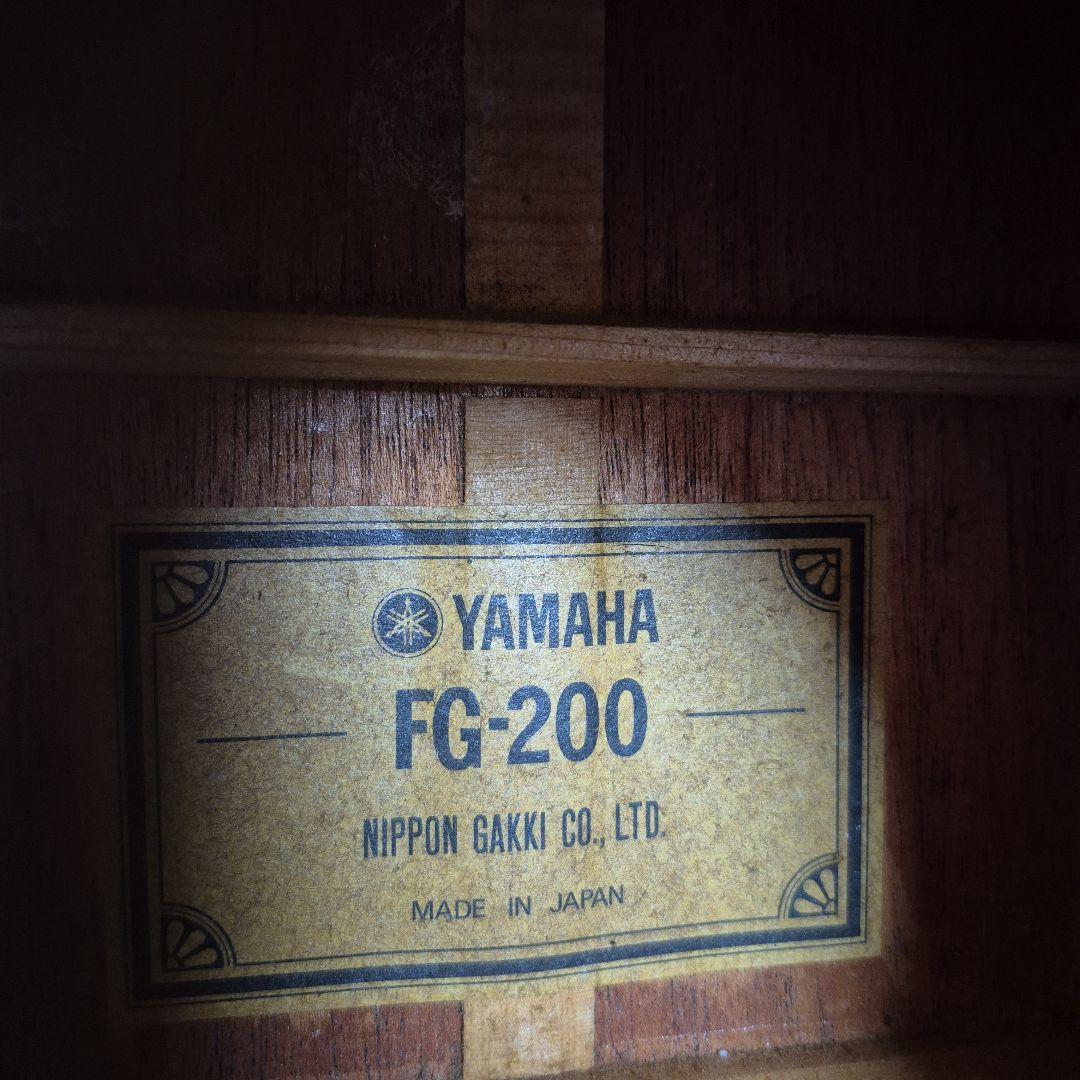 YAMAHA
FG-200
NIPPON GAKKI CO., LTD.
MADE IN JAPAN